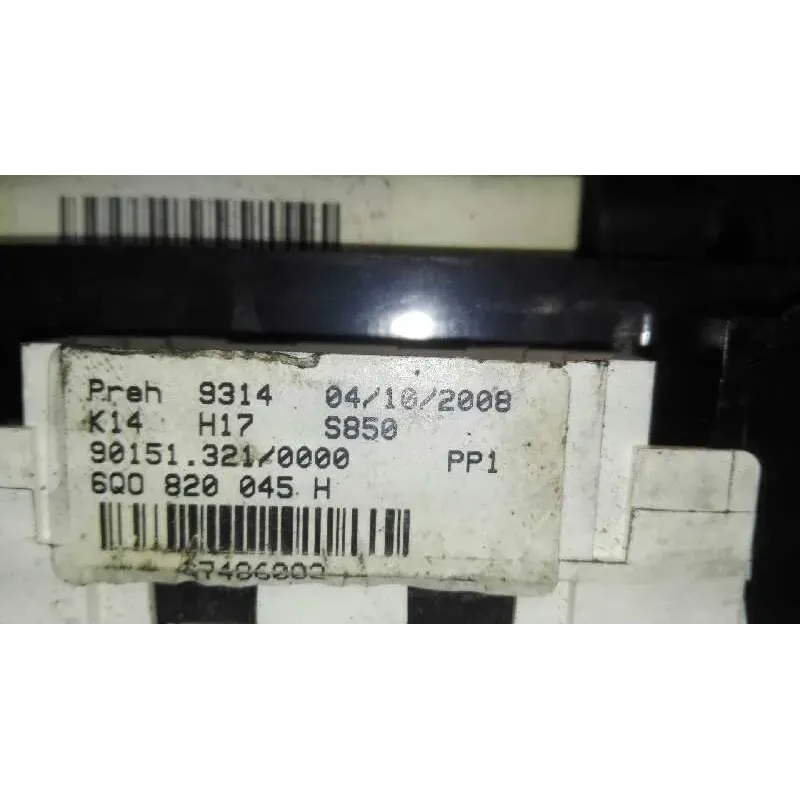 Preh 9314 04/10/2008
K14 H17 S850
90151.321/0000 PP1
6Q0 820 045 H